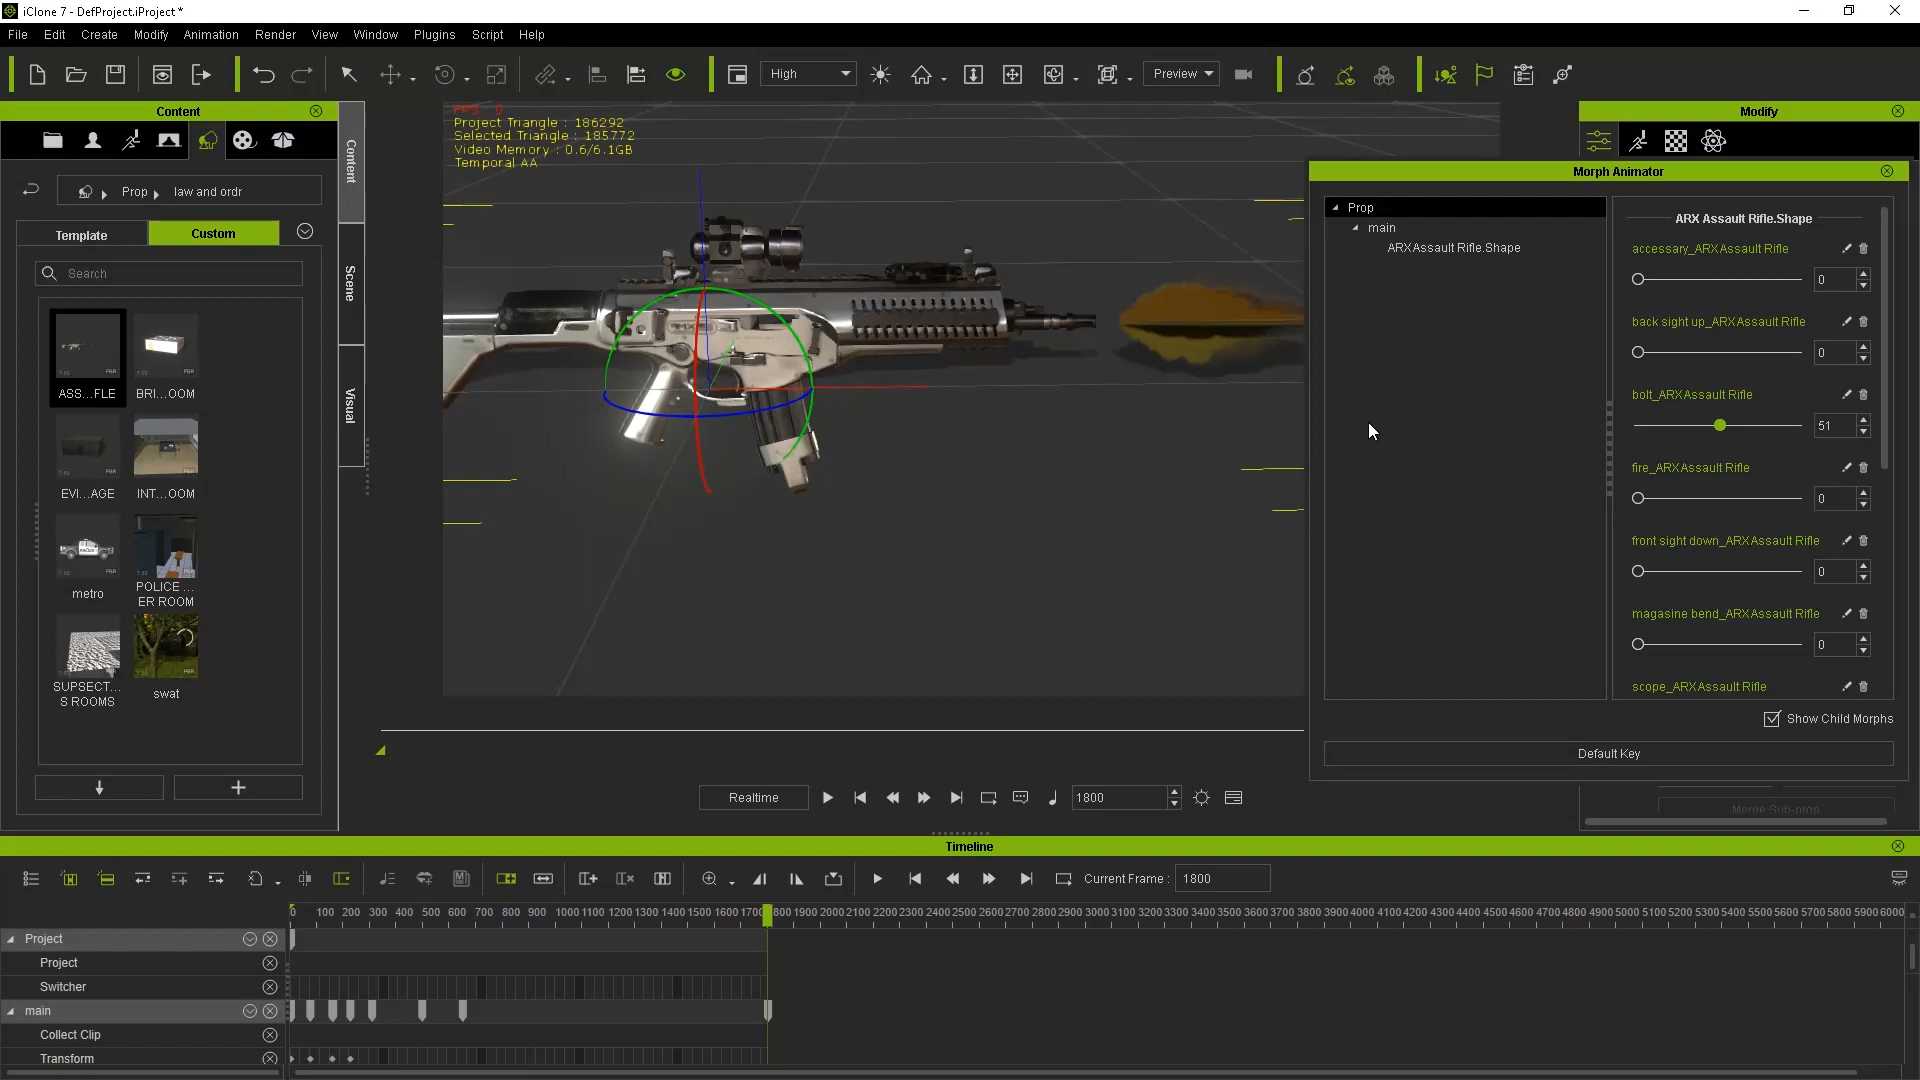 iClone 7 - DefProject.iProject *
File Edit Create Modify Animation Render View Window Plugins Script Help
High
Preview
Content
Modify
Prop law and ordr
Template Custom
Search
ASS...FLE BRI...OOM
EVI...AGE INT...OOM
metro POLICE ...
ER ROOM
SUPSECT... swat
S ROOMS
Content
Scene
Visual
FPS 0
Project Triangle : 186292
Selected Triangle : 185772
Video Memory : 0.6/6.1GB
Temporal AA
Morph Animator
Prop
main
ARXAssault Rifle.Shape
ARX Assault Rifle.Shape
accessary_ARXAssault Rifle
0
back sight up_ARXAssault Rifle
0
bolt_ARXAssault Rifle
51
fire_ARXAssault Rifle
0
front sight down_ARXAssault Rifle
0
magasine bend_ARXAssault Rifle
0
scope_ARXAssault Rifle
Show Child Morphs
Default Key
Merge Sub-prop
Realtime 1800
Timeline
Current Frame : 1800
0 100 200 300 400 500 600 700 800 900 1000 1100 1200 1300 1400 1500 1600 1700 800 1900 2000 2100 2200 2300 2400 2500 2600 2700 2800 2900 3000 3100 3200 3300 3400 3500 3600 3700 3800 3900 4000 4100 4200 4300 4400 4500 4600 4700 4800 4900 5000 5100 5200 5300 5400 5500 5600 5700 5800 5900 6000
Project
Project
Switcher
main
Collect Clip
Transform